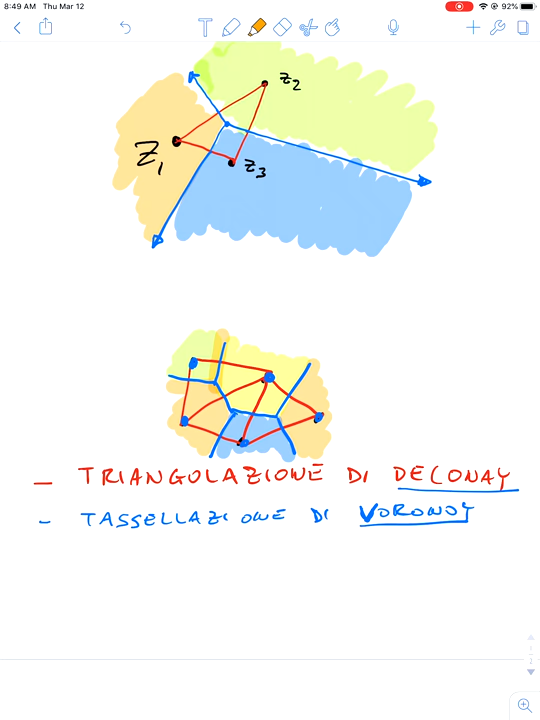 8:49 AM Thu Mar 12
92%
T
Z2
Z1
Z3
- TRIANGOLAZIONE DI DELONAY
- TASSELLAZIONE DI VORONOY